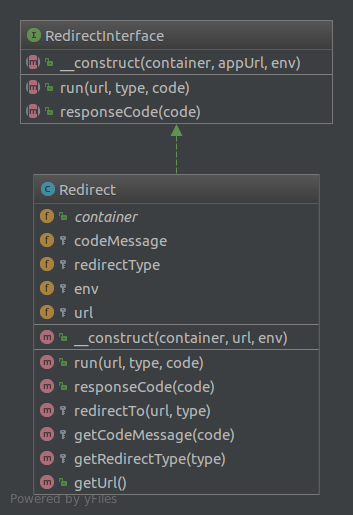 I RedirectInterface
m __construct(container, appUrl, env)
m run(url, type, code)
m responseCode(code)
C Redirect
f container
f codeMessage
f redirectType
f env
f url
m __construct(container, url, env)
m run(url, type, code)
m responseCode(code)
m redirectTo(url, type)
m getCodeMessage(code)
m getRedirectType(type)
m getUrl()
Powered by yFiles